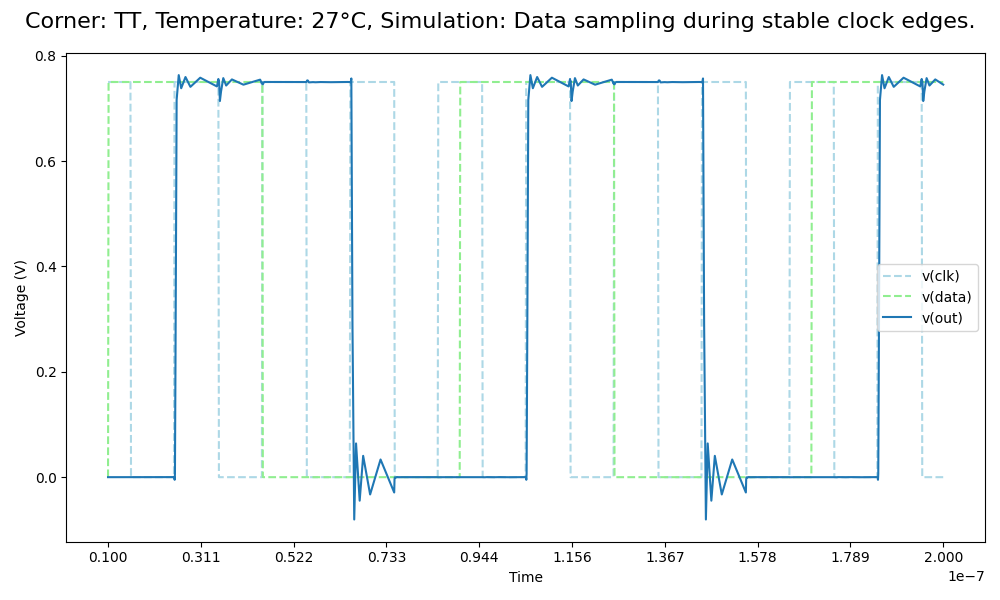 Corner: TT, Temperature: 27°C, Simulation: Data sampling during stable clock edges.
0.8
0.6
0.4
0.2
0.0
Voltage (V)
v(clk)
v(data)
v(out)
0.100 0.311 0.522 0.733 0.944 1.156 1.367 1.578 1.789 2.000
1e−7
Time